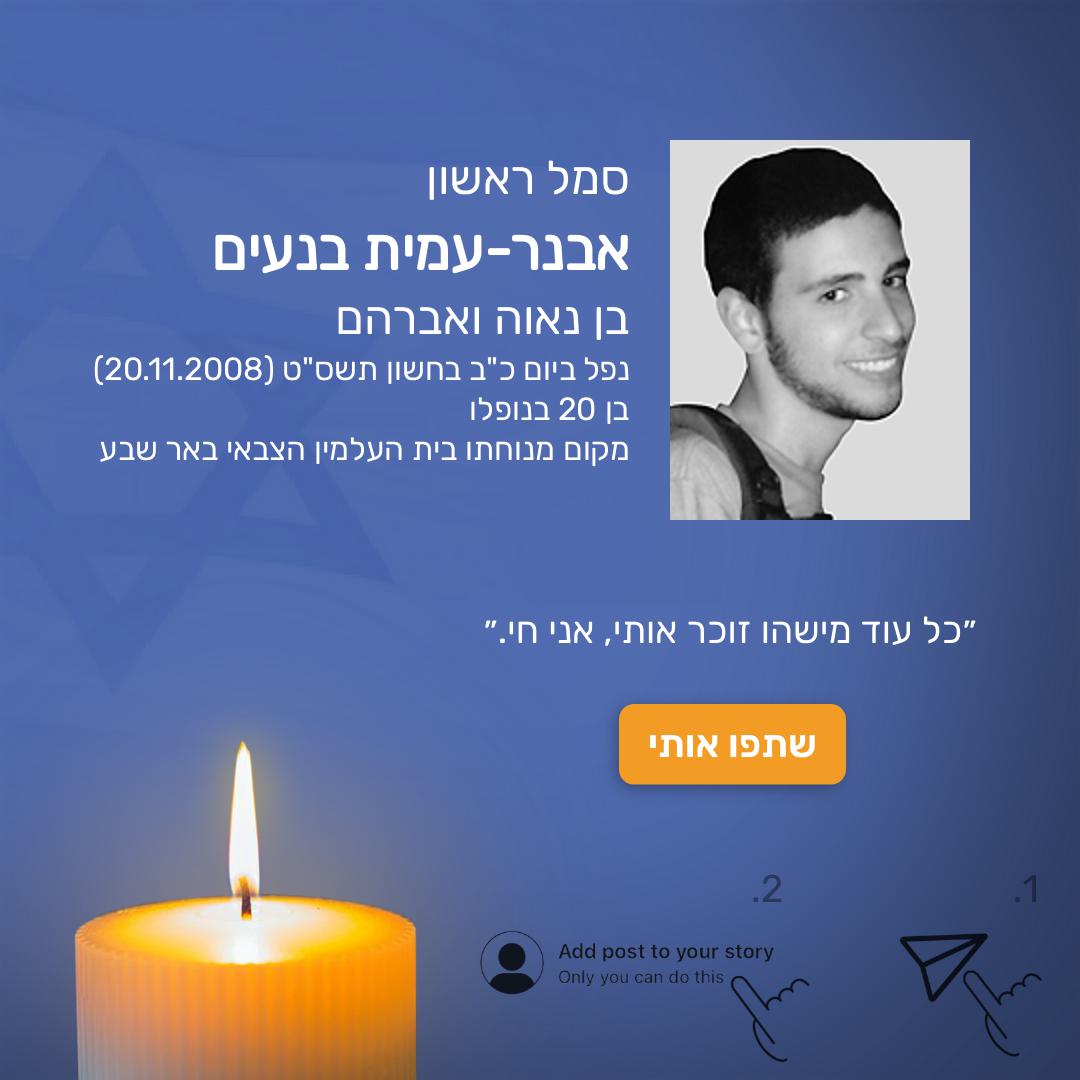 סמל ראשון
אבנר-עמית בנעים
בן נאוה ואברהם
נפל ביום כ"ב בחשון תשס"ט (20.11.2008)
בן 20 בנופלו
מקום מנוחתו בית העלמין הצבאי באר שבע
״כל עוד מישהו זוכר אותי, אני חי.״
שתפו אותי
1.
2.
Add post to your story
Only you can do this